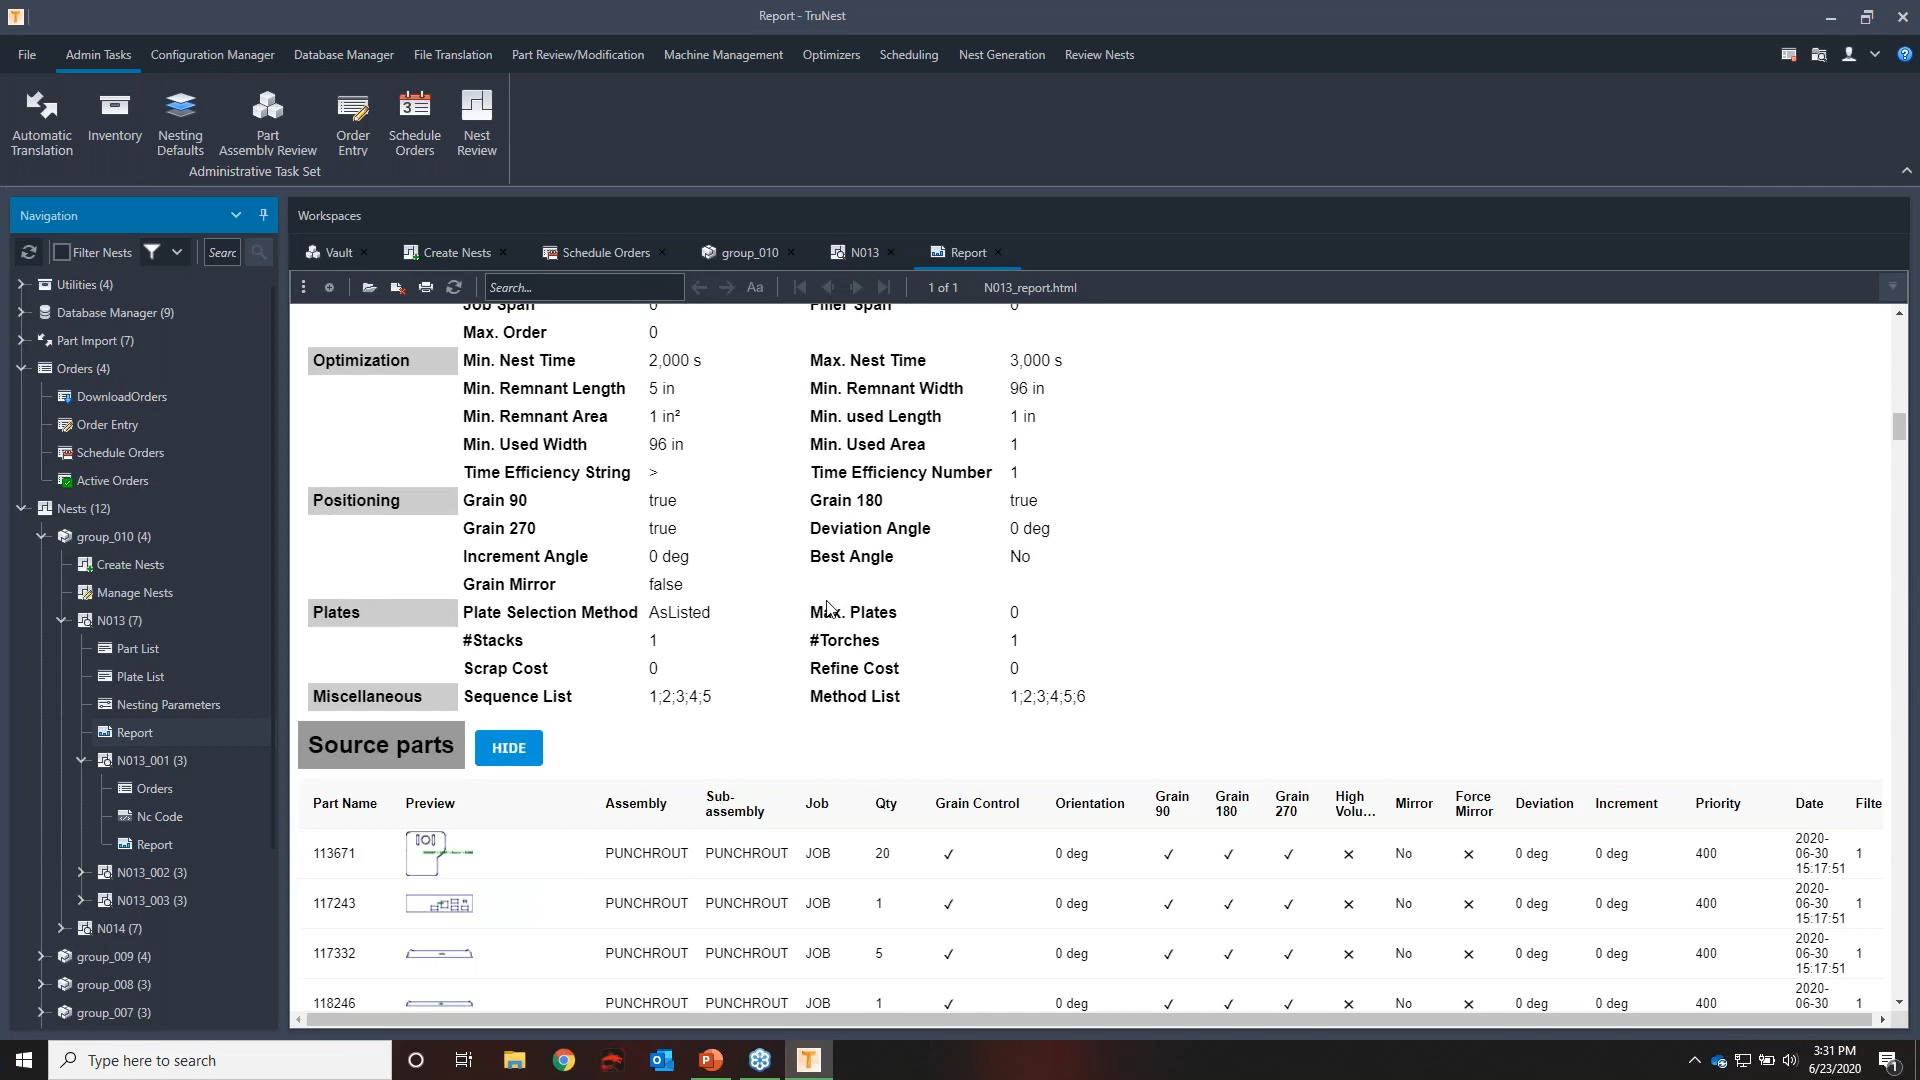 Report - TruNest
File Admin Tasks Configuration Manager Database Manager File Translation Part Review/Modification Machine Management Optimizers Scheduling Nest Generation Review Nests
Automatic Translation
Inventory
Nesting Defaults
Part Assembly Review
Order Entry
Schedule Orders
Nest Review
Administrative Task Set
Navigation
Filter Nests
Searc
Utilities (4)
Database Manager (9)
Part Import (7)
Orders (4)
DownloadOrders
Order Entry
Schedule Orders
Active Orders
Nests (12)
group_010 (4)
Create Nests
Manage Nests
N013 (7)
Part List
Plate List
Nesting Parameters
Report
N013_001 (3)
Orders
Nc Code
Report
N013_002 (3)
N013_003 (3)
N014 (7)
group_009 (4)
group_008 (3)
group_007 (3)
Workspaces
Vault × Create Nests × Schedule Orders × group_010 × N013 × Report ×
Search... Aa 1 of 1 N013_report.html
Job Span 0 Filler Span 0
Max. Order 0
Optimization Min. Nest Time 2,000 s Max. Nest Time 3,000 s
Min. Remnant Length 5 in Min. Remnant Width 96 in
Min. Remnant Area 1 in² Min. used Length 1 in
Min. Used Width 96 in Min. Used Area 1
Time Efficiency String > Time Efficiency Number 1
Positioning Grain 90 true Grain 180 true
Grain 270 true Deviation Angle 0 deg
Increment Angle 0 deg Best Angle No
Grain Mirror false
Plates Plate Selection Method AsListed Max. Plates 0
#Stacks 1 #Torches 1
Scrap Cost 0 Refine Cost 0
Miscellaneous Sequence List 1;2;3;4;5 Method List 1;2;3;4;5;6
Source parts HIDE
Part Name Preview Assembly Sub-assembly Job Qty Grain Control Orientation Grain 90 Grain 180 Grain 270 High Volu... Mirror Force Mirror Deviation Increment Priority Date Filte
113671 PUNCHROUT PUNCHROUT JOB 20 ✓ 0 deg ✓ ✓ ✓ × No × 0 deg 0 deg 400 2020-06-30 15:17:51 1
117243 PUNCHROUT PUNCHROUT JOB 1 ✓ 0 deg ✓ ✓ ✓ × No × 0 deg 0 deg 400 2020-06-30 15:17:51 1
117332 PUNCHROUT PUNCHROUT JOB 5 ✓ 0 deg ✓ ✓ ✓ × No × 0 deg 0 deg 400 2020-06-30 15:17:51 1
118246 PUNCHROUT PUNCHROUT JOB 1 ✓ 0 deg ✓ ✓ ✓ × No × 0 deg 0 deg 400 2020-06-30 1
Type here to search
3:31 PM
6/23/2020